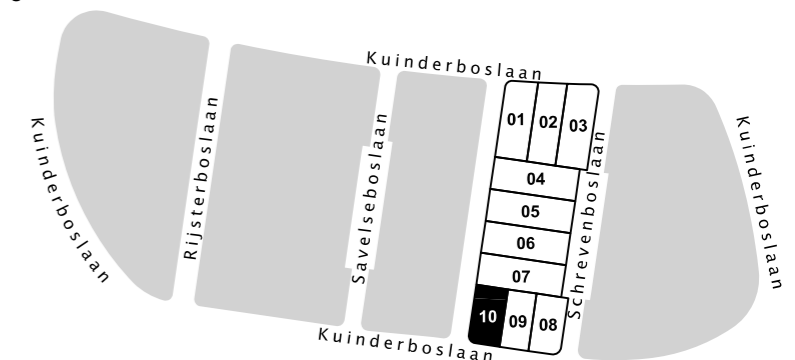 Kuinderboslaan
Kuinderboslaan
Rijsterboslaan
Savelseboslaan
01 02 03
04
05
06
07
10 09 08
Schrevenboslaan
Kuinderboslaan
Kuinderboslaan